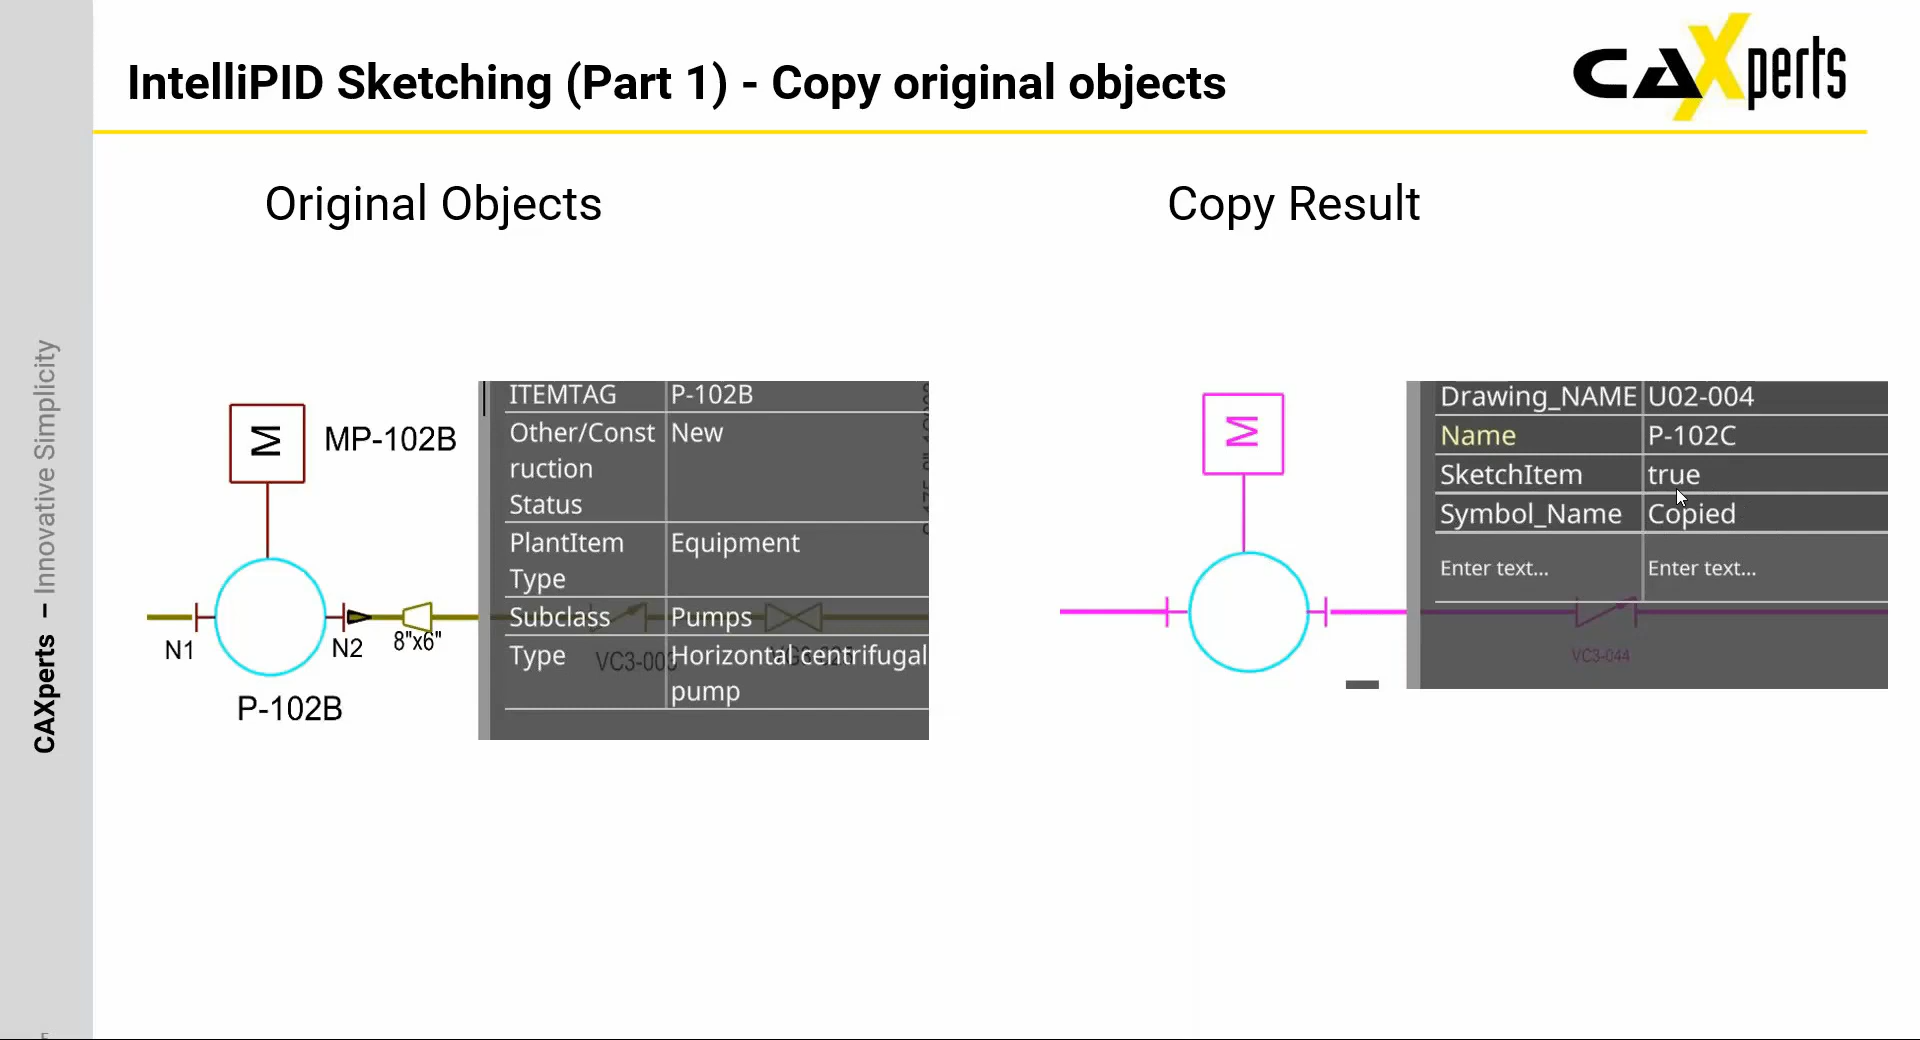 IntelliPID Sketching (Part 1) - Copy original objects
CAXperts
CAXperts – Innovative Simplicity
Original Objects
Copy Result
M
MP-102B
N1
N2
8"x6"
P-102B
ITEMTAG P-102B
Other/Const New
ruction
Status
PlantItem Equipment
Type
Subclass Pumps
Type Horizontal centrifugal
pump
M
Drawing_NAME U02-004
Name P-102C
SketchItem true
Symbol_Name Copied
Enter text... Enter text...
VC3-044